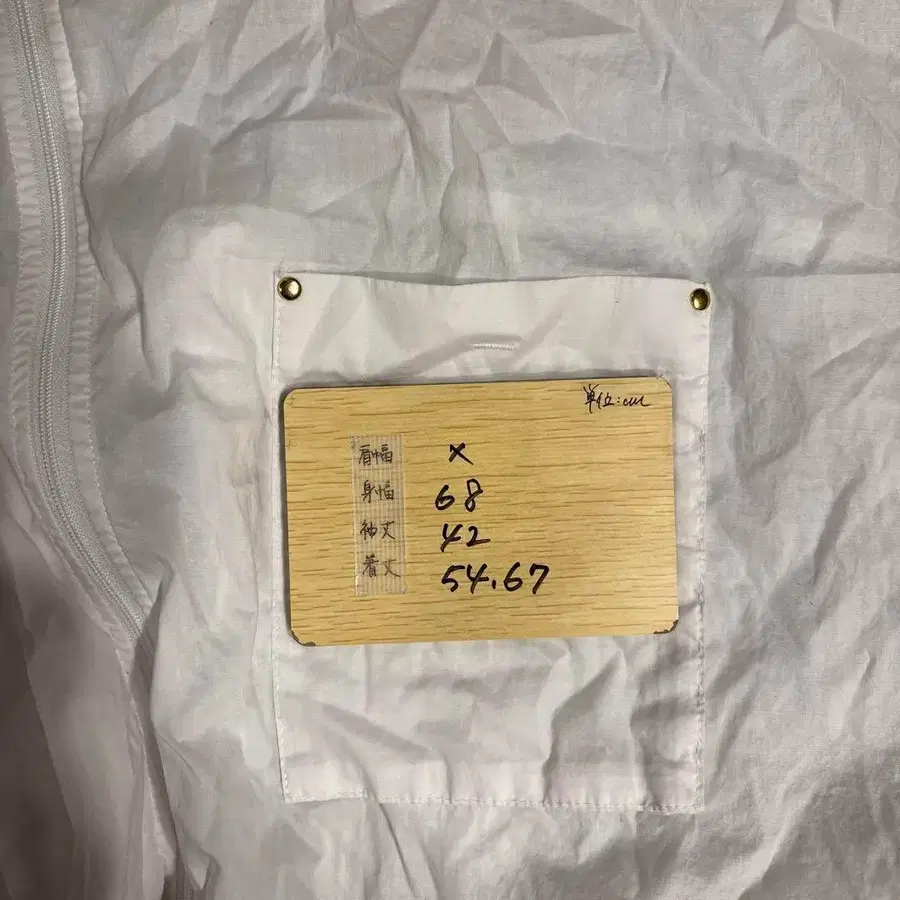 単位:cm
肩幅 ×
身幅 68
袖丈 42
着丈 54.67